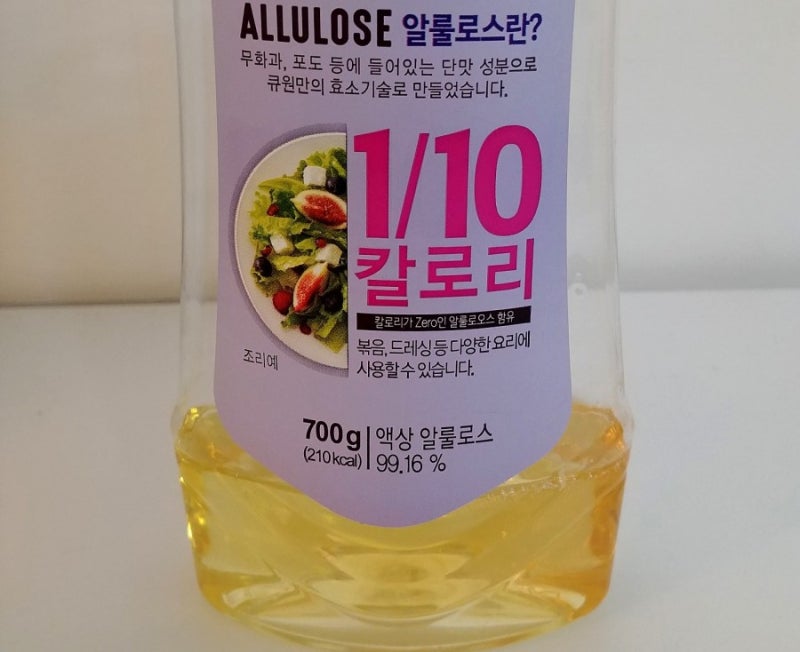 ALLULOSE 알룰로스란?
무화과, 포도 등에 들어있는 단맛 성분으로
큐원만의 효소기술로 만들었습니다.
1/10
칼로리
칼로리가 Zero인 알룰로오스 함유
볶음, 드레싱 등 다양한 요리에
사용할 수 있습니다.
조리예
700g 액상 알룰로스
(210 kcal) 99.16 %